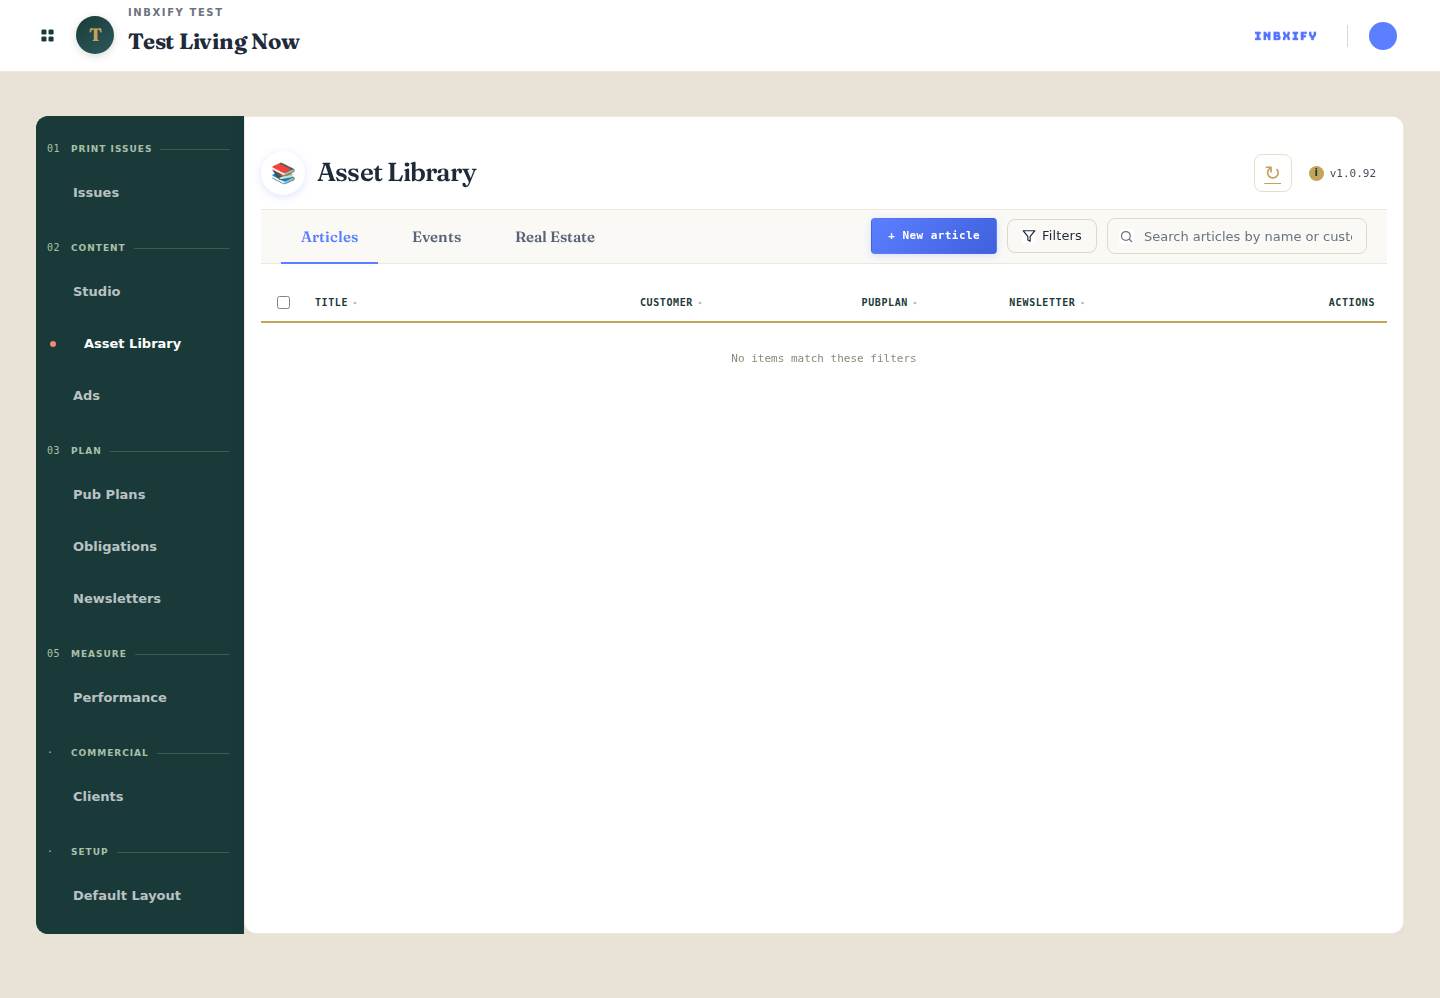 INBXIFY TEST
T
Test Living Now
INBXIFY
01 PRINT ISSUES
Issues
02 CONTENT
Studio
Asset Library
Ads
03 PLAN
Pub Plans
Obligations
Newsletters
05 MEASURE
Performance
· COMMERCIAL
Clients
· SETUP
Default Layout
Asset Library
i v1.0.92
Articles Events Real Estate
+ New article
Filters
Search articles by name or custo
TITLE CUSTOMER PUBPLAN NEWSLETTER ACTIONS
No items match these filters